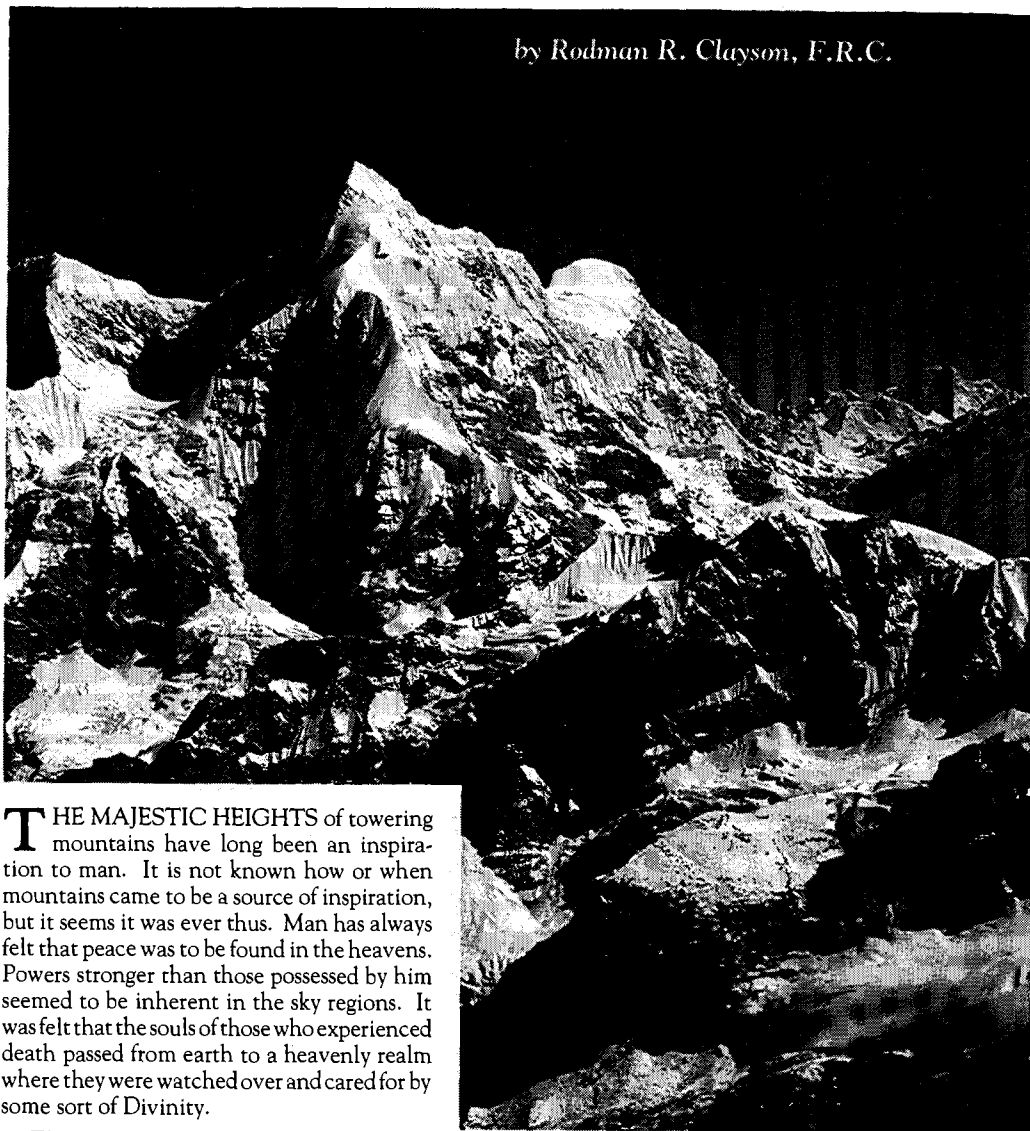 by Rodman R. Clayson, F.R.C.
THE MAJESTIC HEIGHTS of towering
mountains have long been an inspira-
tion to man. It is not known how or when
mountains came to be a source of inspiration,
but it seems it was ever thus. Man has always
felt that peace was to be found in the heavens.
Powers stronger than those possessed by him
seemed to be inherent in the sky regions. It
was felt that the souls of those who experienced
death passed from earth to a heavenly realm
where they were watched over and cared for by
some sort of Divinity.